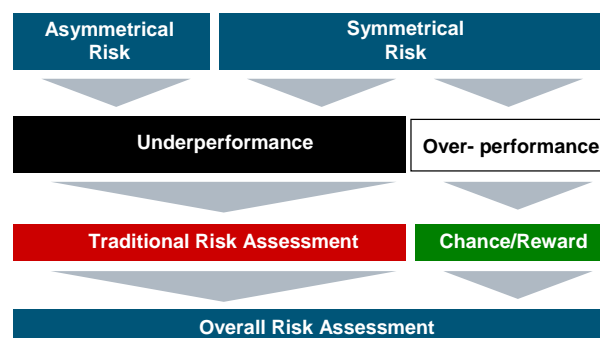 Asymmetrical
Risk
Symmetrical
Risk
Underperformance
Over- performance
Traditional Risk Assessment
Chance/Reward
Overall Risk Assessment